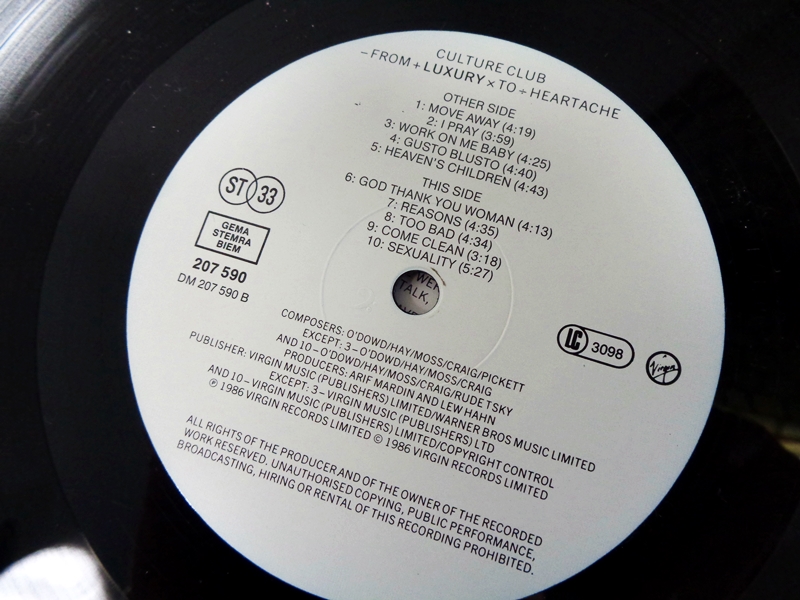 CULTURE CLUB
–FROM+LUXURY×TO÷HEARTACHE
OTHER SIDE
1: MOVE AWAY (4:19)
2: I PRAY (3:59)
3: WORK ON ME BABY (4:25)
4: GUSTO BLUSTO (4:40)
5: HEAVEN'S CHILDREN (4:43)
THIS SIDE
6: GOD THANK YOU WOMAN (4:13)
7: REASONS (4:35)
8: TOO BAD (4:34)
9: COME CLEAN (3:18)
10: SEXUALITY (5:27)
ST 33
GEMA
STEMRA
BIEM
207 590
DM 207 590 B
TALK,
LC 3098
Virgin
COMPOSERS: O'DOWD/HAY/MOSS/CRAIG/PICKETT
EXCEPT: 3–O'DOWD/HAY/MOSS/CRAIG
AND 10–O'DOWD/HAY/MOSS/CRAIG/RUDETSKY
PRODUCERS: ARIF MARDIN AND LEW HAHN
PUBLISHER: VIRGIN MUSIC (PUBLISHERS) LIMITED/WARNER BROS MUSIC LIMITED
EXCEPT: 3–VIRGIN MUSIC (PUBLISHERS) LTD
AND 10–VIRGIN MUSIC (PUBLISHERS) LIMITED/COPYRIGHT CONTROL
℗ 1986 VIRGIN RECORDS LIMITED © 1986 VIRGIN RECORDS LIMITED
ALL RIGHTS OF THE PRODUCER AND OF THE OWNER OF THE RECORDED
WORK RESERVED. UNAUTHORISED COPYING, PUBLIC PERFORMANCE,
BROADCASTING, HIRING OR RENTAL OF THIS RECORDING PROHIBITED.